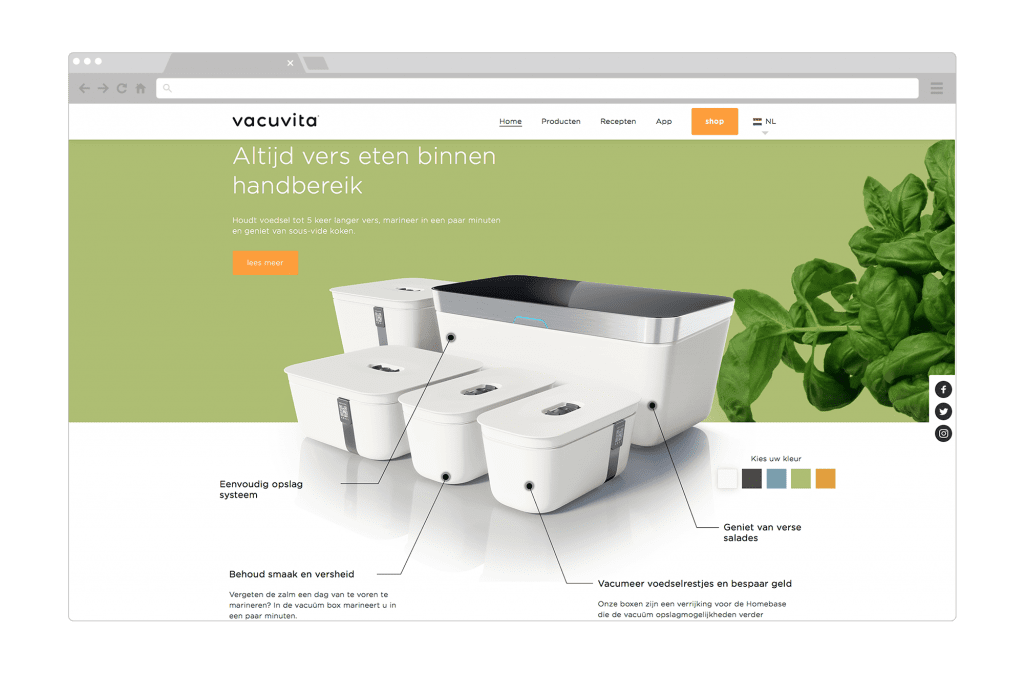 vacuvita
Home Producten Recepten App shop NL
Altijd vers eten binnen
handbereik
Houdt voedsel tot 5 keer langer vers, marineer in een paar minuten
en geniet van sous-vide koken.
lees meer
Kies uw kleur
Eenvoudig opslag
systeem
Geniet van verse
salades
Behoud smaak en versheid
Vergeten de zalm een dag van te voren te
marineren? In de vacuüm box marineert u in
een paar minuten.
Vacumeer voedselrestjes en bespaar geld
Onze boxen zijn een verrijking voor de Homebase
die de vacuüm opslagmogelijkheden verder